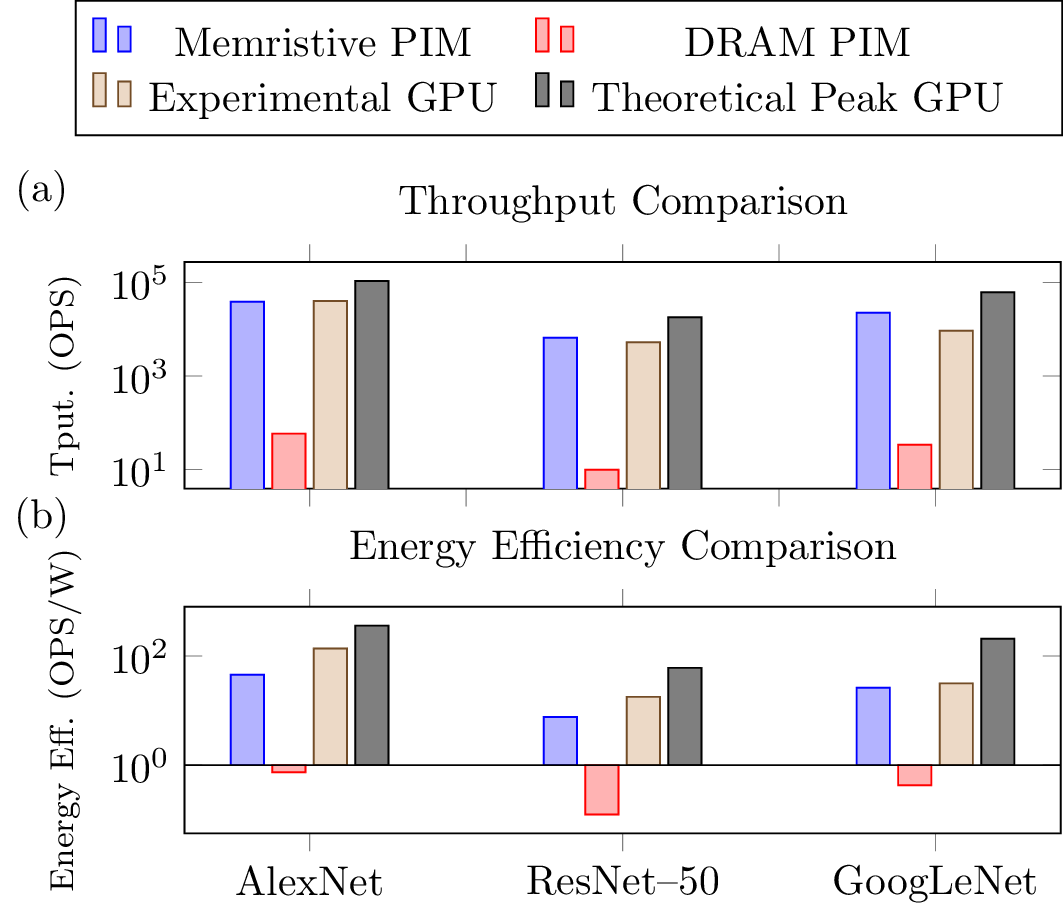 Memristive PIM DRAM PIM
Experimental GPU Theoretical Peak GPU
(a)
Throughput Comparison
Tput. (OPS)
10^5
10^3
10^1
(b)
Energy Efficiency Comparison
Energy Eff. (OPS/W)
10^2
10^0
AlexNet ResNet–50 GoogLeNet